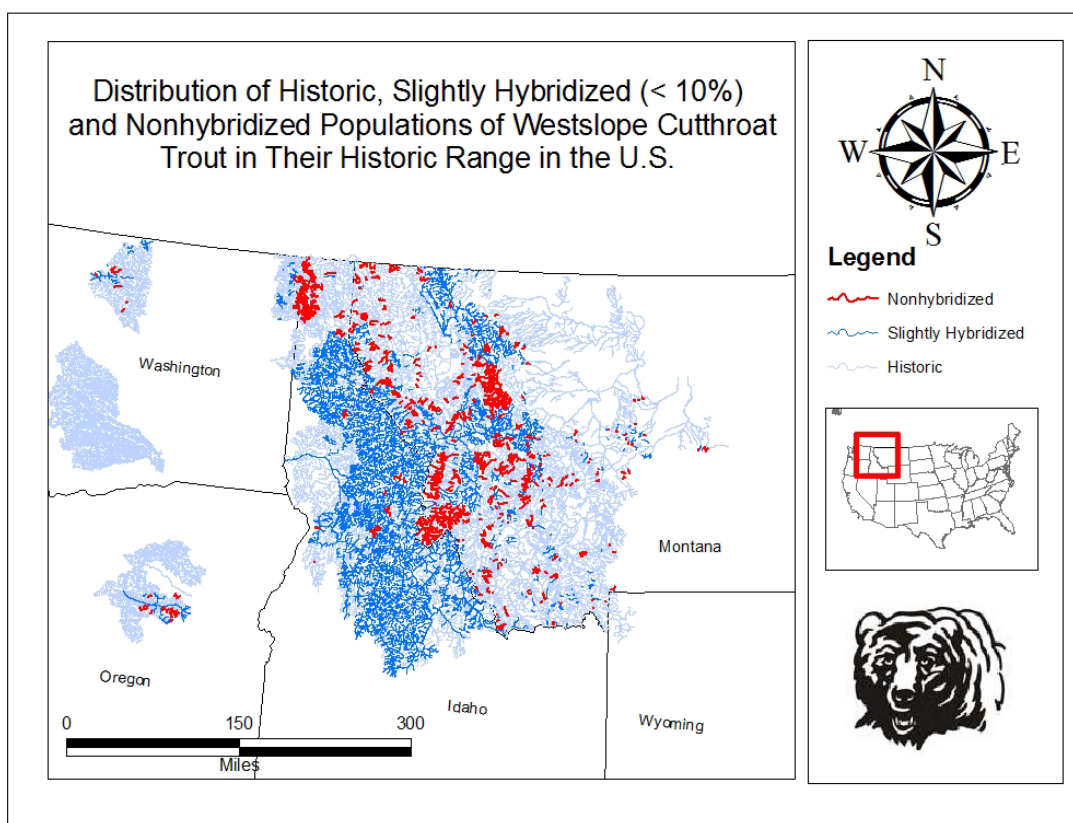 Distribution of Historic, Slightly Hybridized (< 10%)
and Nonhybridized Populations of Westslope Cutthroat
Trout in Their Historic Range in the U.S.
N
W
E
S
Legend
Nonhybridized
Slightly Hybridized
Historic
Washington
Montana
Oregon
Idaho
Wyoming
0 150 300
Miles